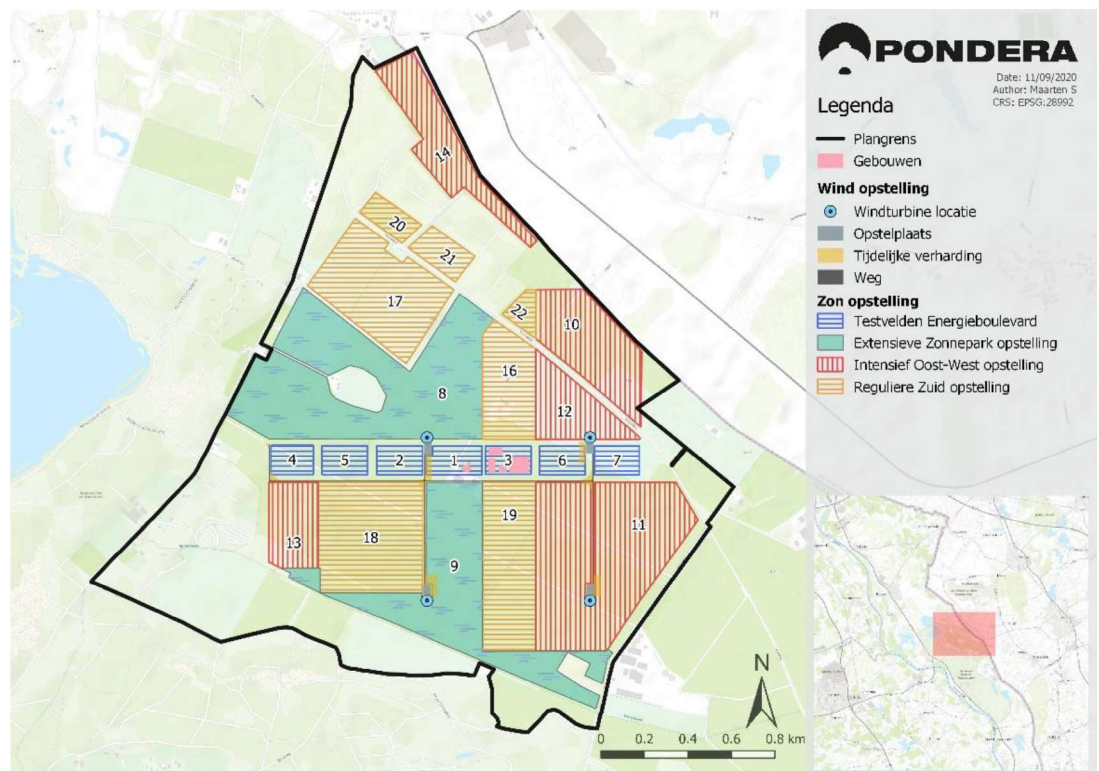 PONDERA
Date: 11/09/2020
Author: Maarten S
CRS: EPSG:28992
Legenda
Plangrens
Gebouwen
Wind opstelling
Windturbine locatie
Opstelplaats
Tijdelijke verharding
Weg
Zon opstelling
Testvelden Energieboulevard
Extensieve Zonnepark opstelling
Intensief Oost-West opstelling
Reguliere Zuid opstelling
14
20
21
17
22
10
16
8
12
4
5
2
1
3
6
7
13
18
19
11
9
N
0 0.2 0.4 0.6 0.8 km